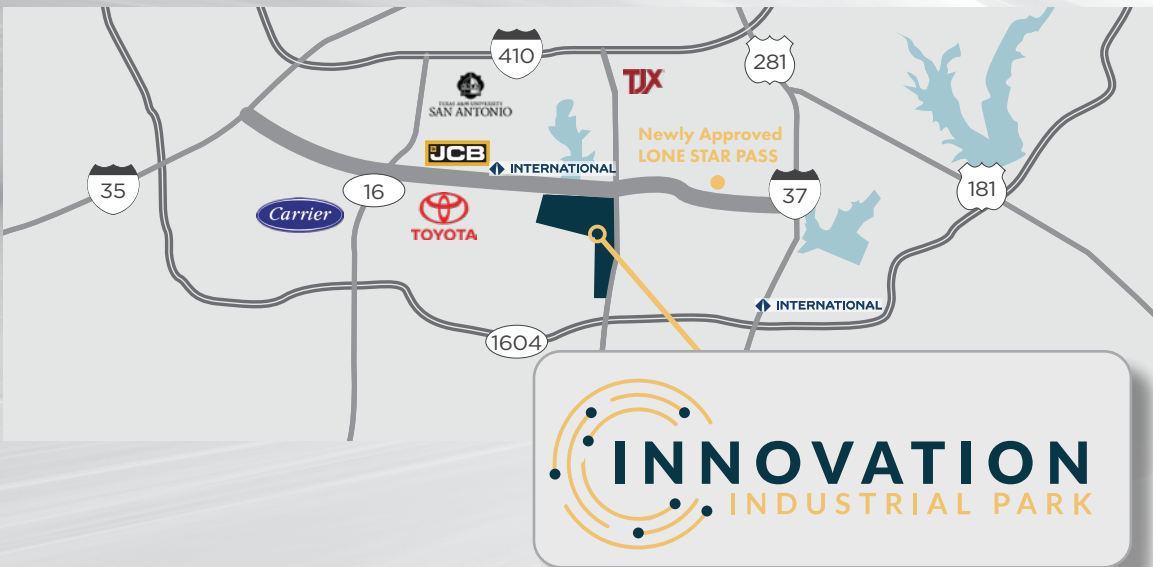 410
281
TJX
TEXAS A&M UNIVERSITY
SAN ANTONIO
Newly Approved
LONE STAR PASS
JCB
INTERNATIONAL
35
16
37
181
Carrier
TOYOTA
INTERNATIONAL
1604
INNOVATION
INDUSTRIAL PARK